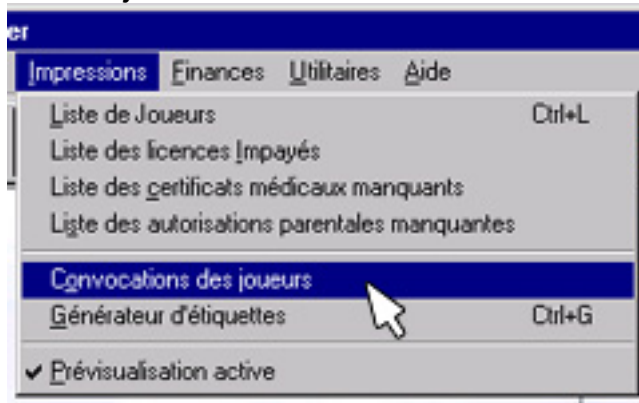 er
Impressions Finances Utilitaires Aide
Liste de Joueurs Ctrl+L
Liste des licences Impayés
Liste des certificats médicaux manquants
Liste des autorisations parentales manquantes
Convocations des joueurs
Générateur d'étiquettes Ctrl+G
✔ Prévisualisation active